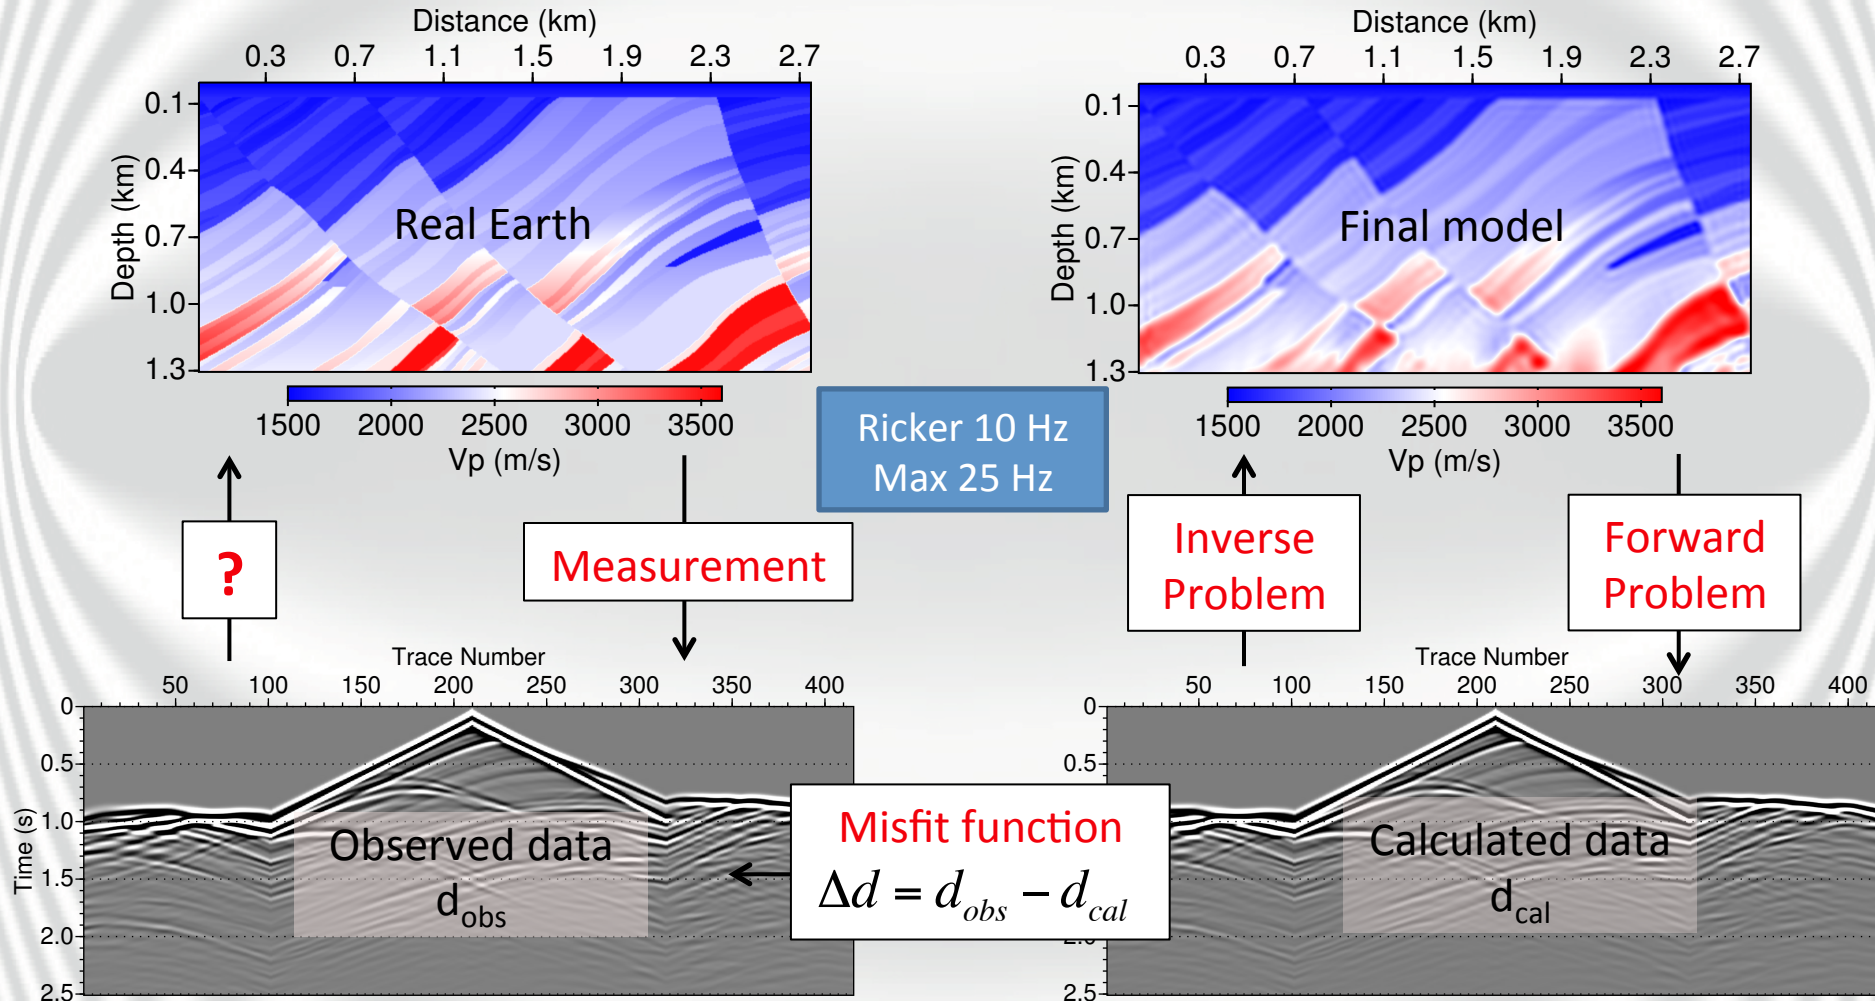 Distance (km)
0.3 0.7 1.1 1.5 1.9 2.3 2.7
0.1
0.4
0.7
1.0
1.3
Depth (km)
Real Earth
1500 2000 2500 3000 3500
Vp (m/s)
Distance (km)
0.3 0.7 1.1 1.5 1.9 2.3 2.7
0.1
0.4
0.7
1.0
1.3
Depth (km)
Final model
1500 2000 2500 3000 3500
Vp (m/s)
Ricker 10 Hz
Max 25 Hz
?
Measurement
Inverse
Problem
Forward
Problem
Trace Number
50 100 150 200 250 300 350 400
0
0.5
1.0
1.5
2.0
2.5
Time (s)
Observed data
d_obs
Misfit function
Δd = d_obs − d_cal
Trace Number
50 100 150 200 250 300 350 400
0
0.5
2.5
Calculated data
d_cal